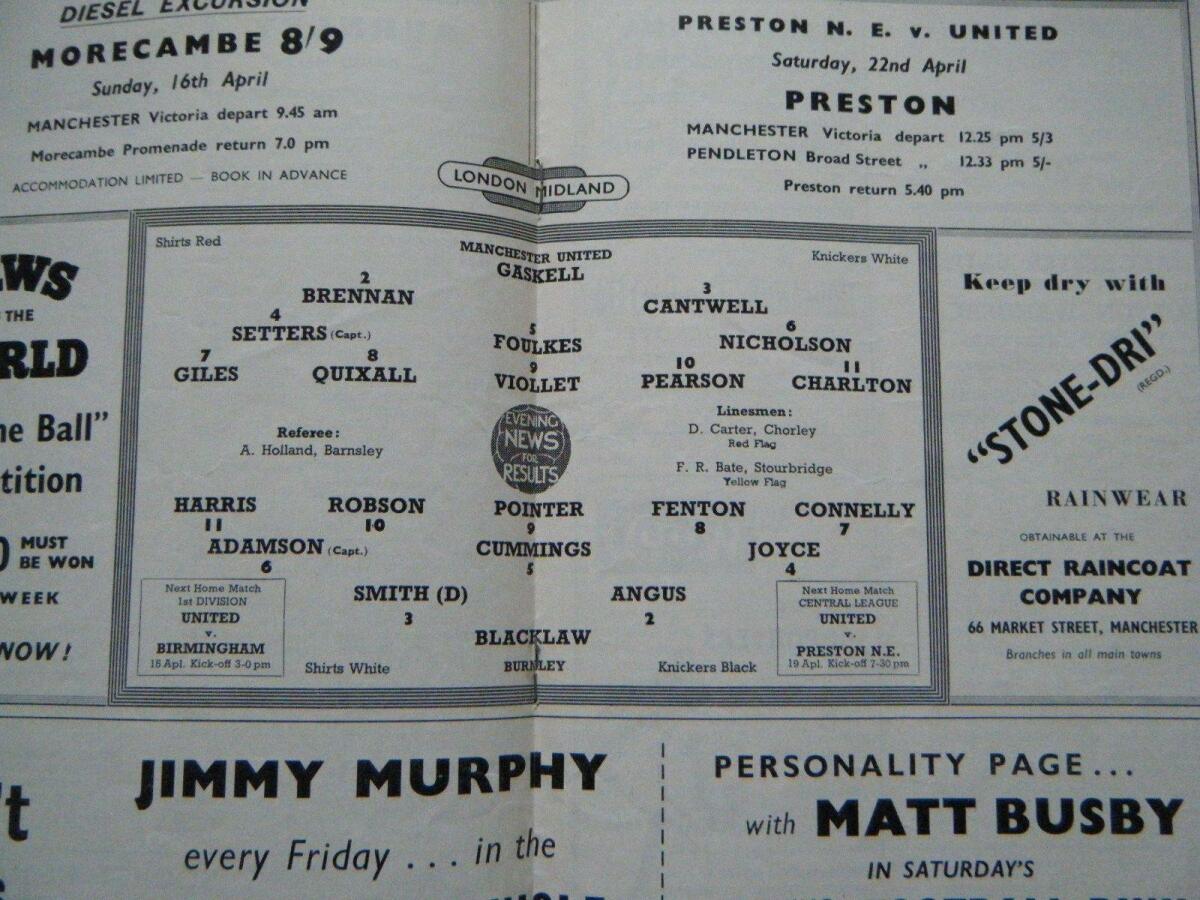 DIESEL EXCURSION
MORECAMBE 8/9
Sunday, 16th April
MANCHESTER Victoria depart 9.45 am
Morecambe Promenade return 7.0 pm
ACCOMMODATION LIMITED — BOOK IN ADVANCE
PRESTON N. E. v. UNITED
Saturday, 22nd April
PRESTON
MANCHESTER Victoria depart 12.25 pm 5/3
PENDLETON Broad Street „ 12.33 pm 5/-
Preston return 5.40 pm
LONDON MIDLAND
THE
Ball"
MUST
BE WON
WEEK
NOW!
Shirts Red
MANCHESTER UNITED
Knickers White
GASKELL
2
3
BRENNAN
CANTWELL
4
5
6
SETTERS (Capt.)
FOULKES
NICHOLSON
7
8
9
10
11
GILES
QUIXALL
VIOLLET
PEARSON
CHARLTON
Referee:
A. Holland, Barnsley
EVENING
NEWS
FOR
RESULTS
Linesmen:
D. Carter, Chorley
Red Flag
F. R. Bate, Stourbridge
Yellow Flag
HARRIS
ROBSON
POINTER
FENTON
CONNELLY
11
10
9
8
7
ADAMSON (Capt.)
CUMMINGS
JOYCE
6
5
4
SMITH (D)
ANGUS
3
2
BLACKLAW
Shirts White
BURNLEY
Knickers Black
Next Home Match
1st DIVISION
UNITED
v.
BIRMINGHAM
15 Apl. Kick-off 3-0 pm
Next Home Match
CENTRAL LEAGUE
UNITED
v.
PRESTON N.E.
19 Apl. Kick-off 7-30 pm
Keep dry with
"STONE-DRI"
(REGD.)
RAINWEAR
OBTAINABLE AT THE
DIRECT RAINCOAT
COMPANY
66 MARKET STREET, MANCHESTER
Branches in all main towns
JIMMY MURPHY
every Friday . . . in the
PERSONALITY PAGE . . .
with MATT BUSBY
IN SATURDAY'S